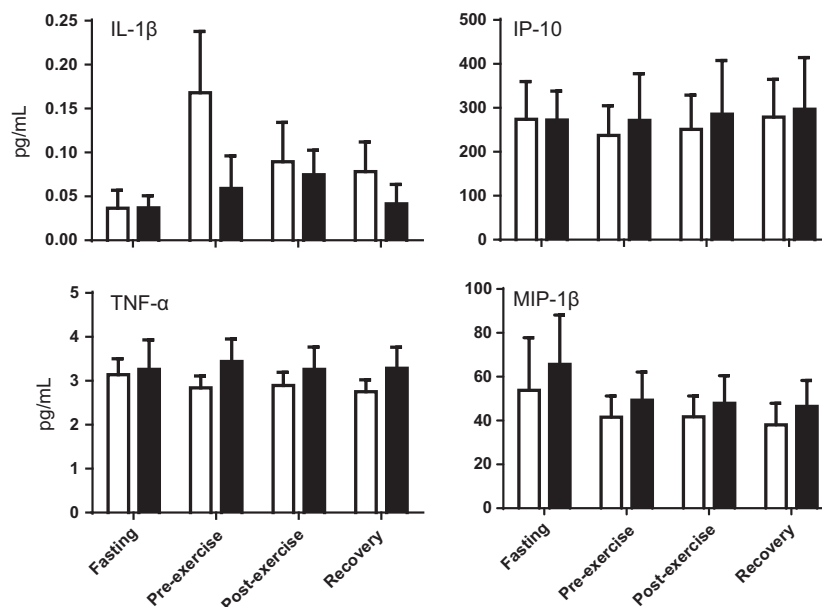 IL-1β
pg/mL
0.25
0.20
0.15
0.10
0.05
0.00
IP-10
500
400
300
200
100
0
TNF-α
pg/mL
5
4
3
2
1
0
Fasting
Pre-exercise
Post-exercise
Recovery
MIP-1β
100
80
60
40
20
0
Fasting
Pre-exercise
Post-exercise
Recovery